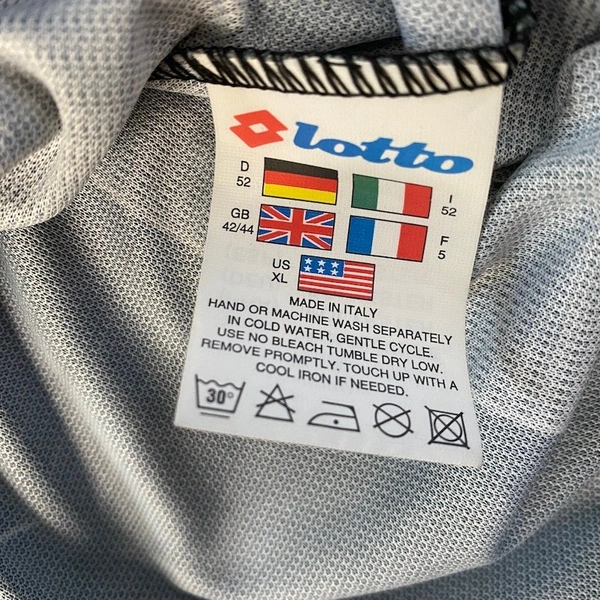 lotto
D
52
I
52
GB
42/44
F
5
US
XL
MADE IN ITALY
HAND OR MACHINE WASH SEPARATELY
IN COLD WATER, GENTLE CYCLE.
USE NO BLEACH TUMBLE DRY LOW.
REMOVE PROMPTLY. TOUCH UP WITH A
COOL IRON IF NEEDED.
30°